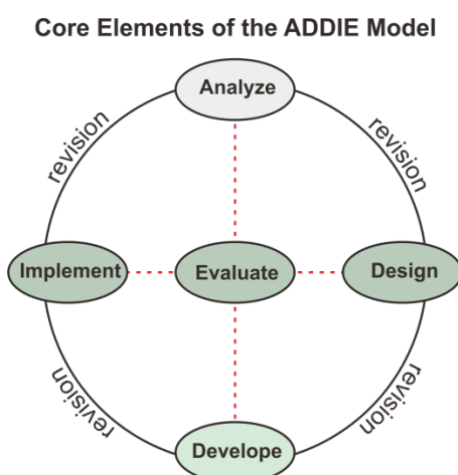 Core Elements of the ADDIE Model
Analyze
revision
revision
Implement
Evaluate
Design
revision
revision
Develope